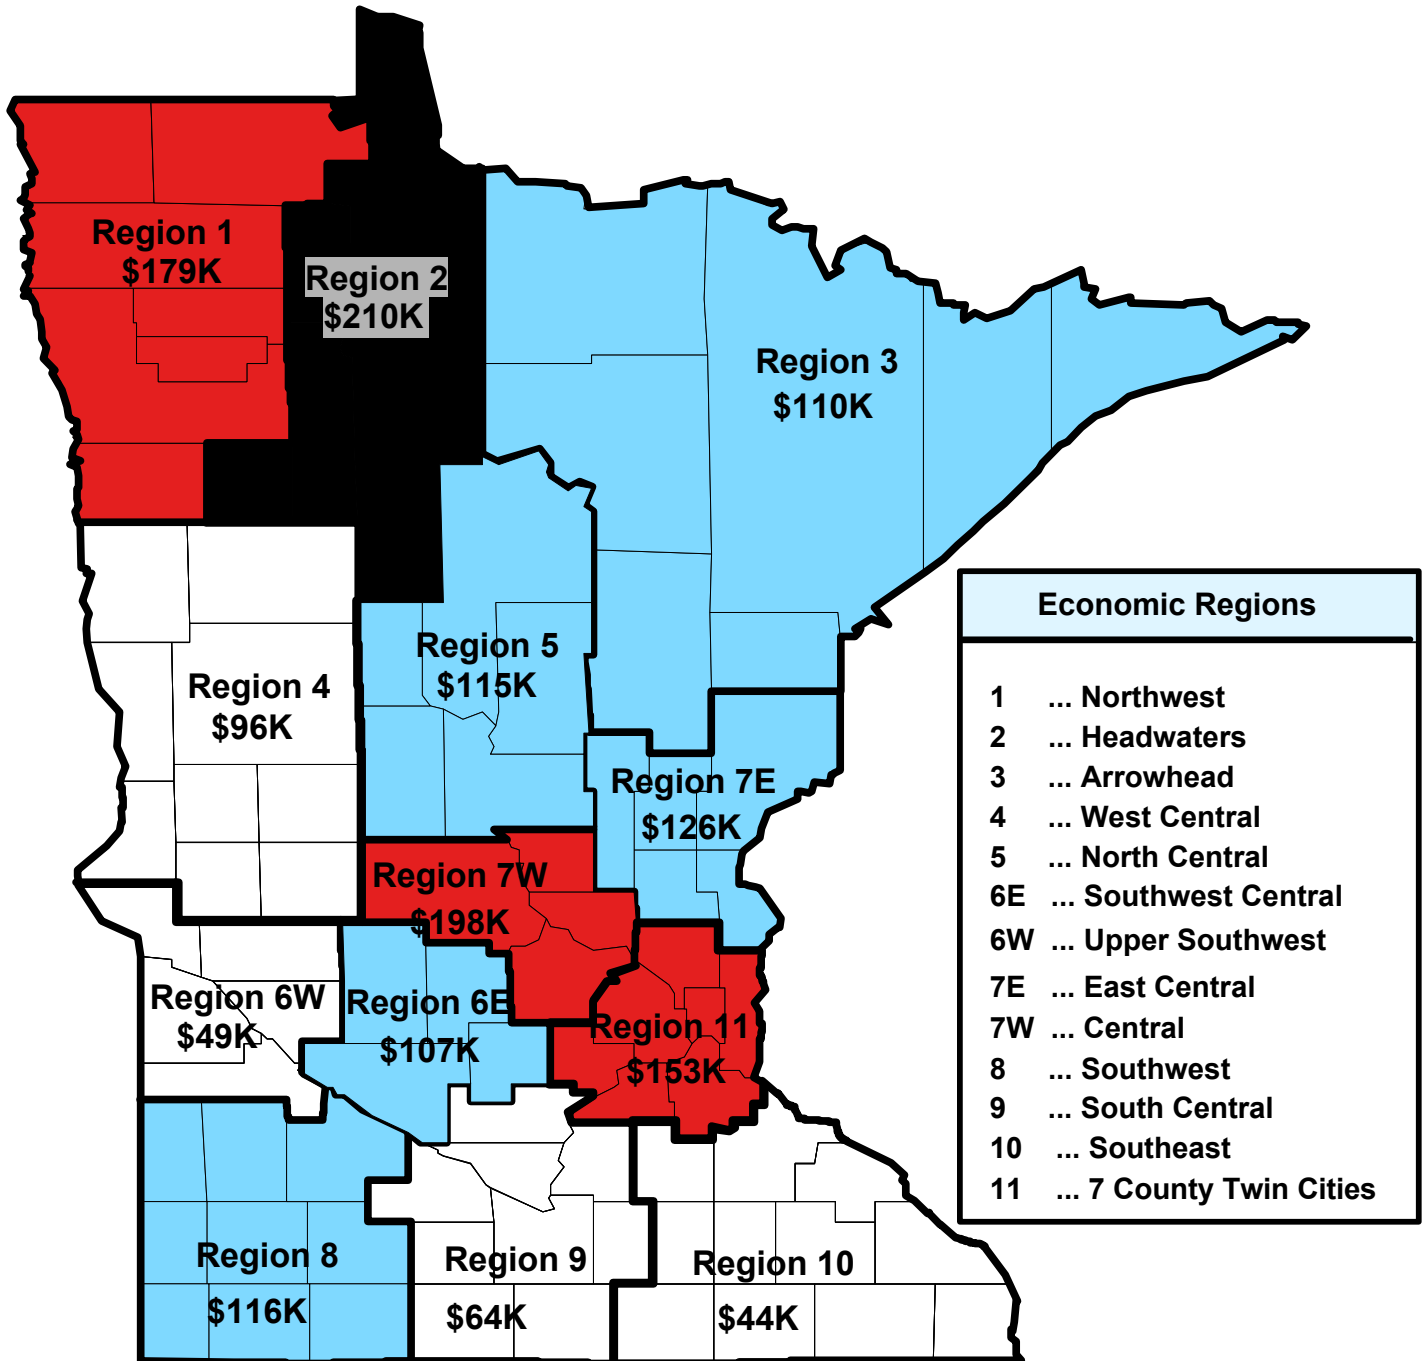 Region 1
$179K
Region 2
$210K
Region 3
$110K
Region 4
$96K
Region 5
$115K
Region 7E
$126K
Region 7W
$198K
Region 6W
$49K
Region 6E
$107K
Region 11
$153K
Region 8
$116K
Region 9
$64K
Region 10
$44K
Economic Regions
1 ... Northwest
2 ... Headwaters
3 ... Arrowhead
4 ... West Central
5 ... North Central
6E ... Southwest Central
6W ... Upper Southwest
7E ... East Central
7W ... Central
8 ... Southwest
9 ... South Central
10 ... Southeast
11 ... 7 County Twin Cities